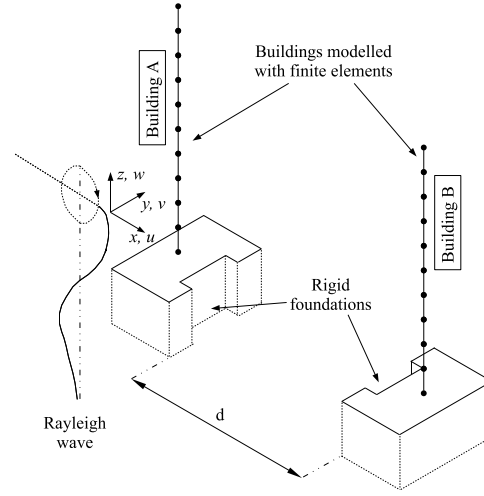 Building A
Buildings modelled
with finite elements
z, w
y, v
x, u
Building B
Rigid
foundations
d
Rayleigh
wave